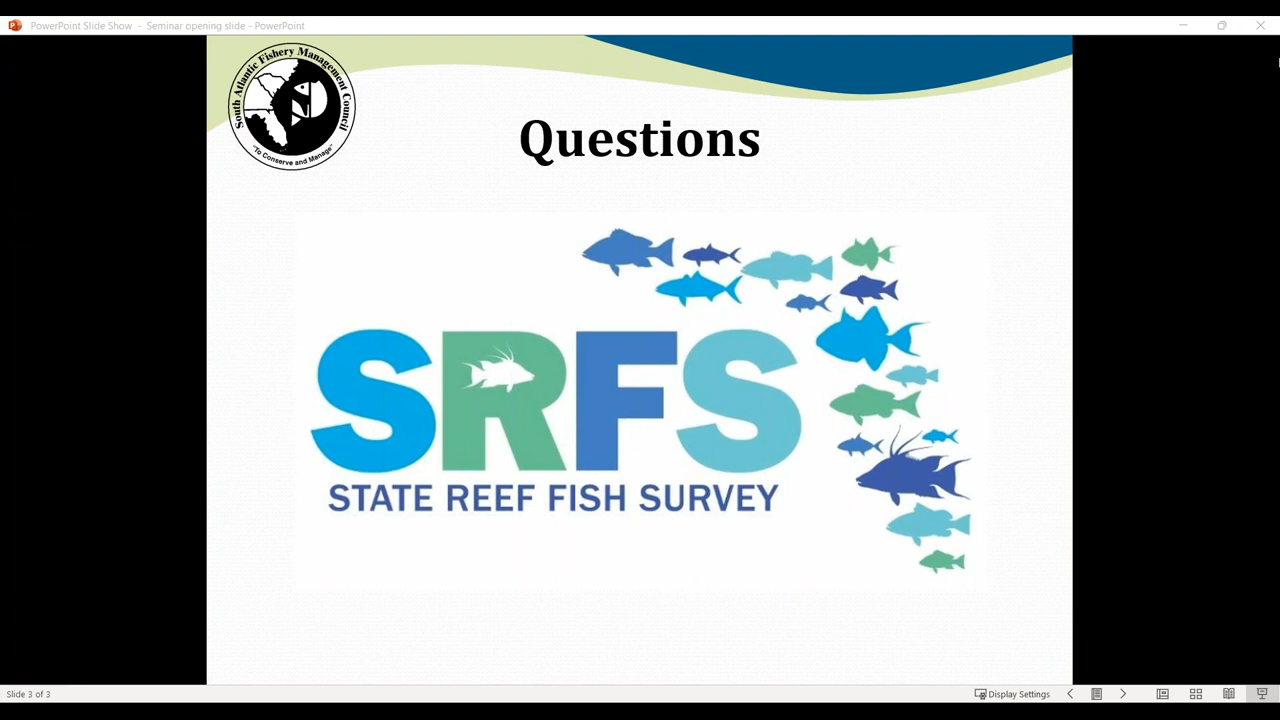 PowerPoint Slide Show - Seminar opening slide - PowerPoint
South Atlantic Fishery Management Council
"To Conserve and Manage"
Questions
SRFS
STATE REEF FISH SURVEY
Slide 3 of 3
Display Settings